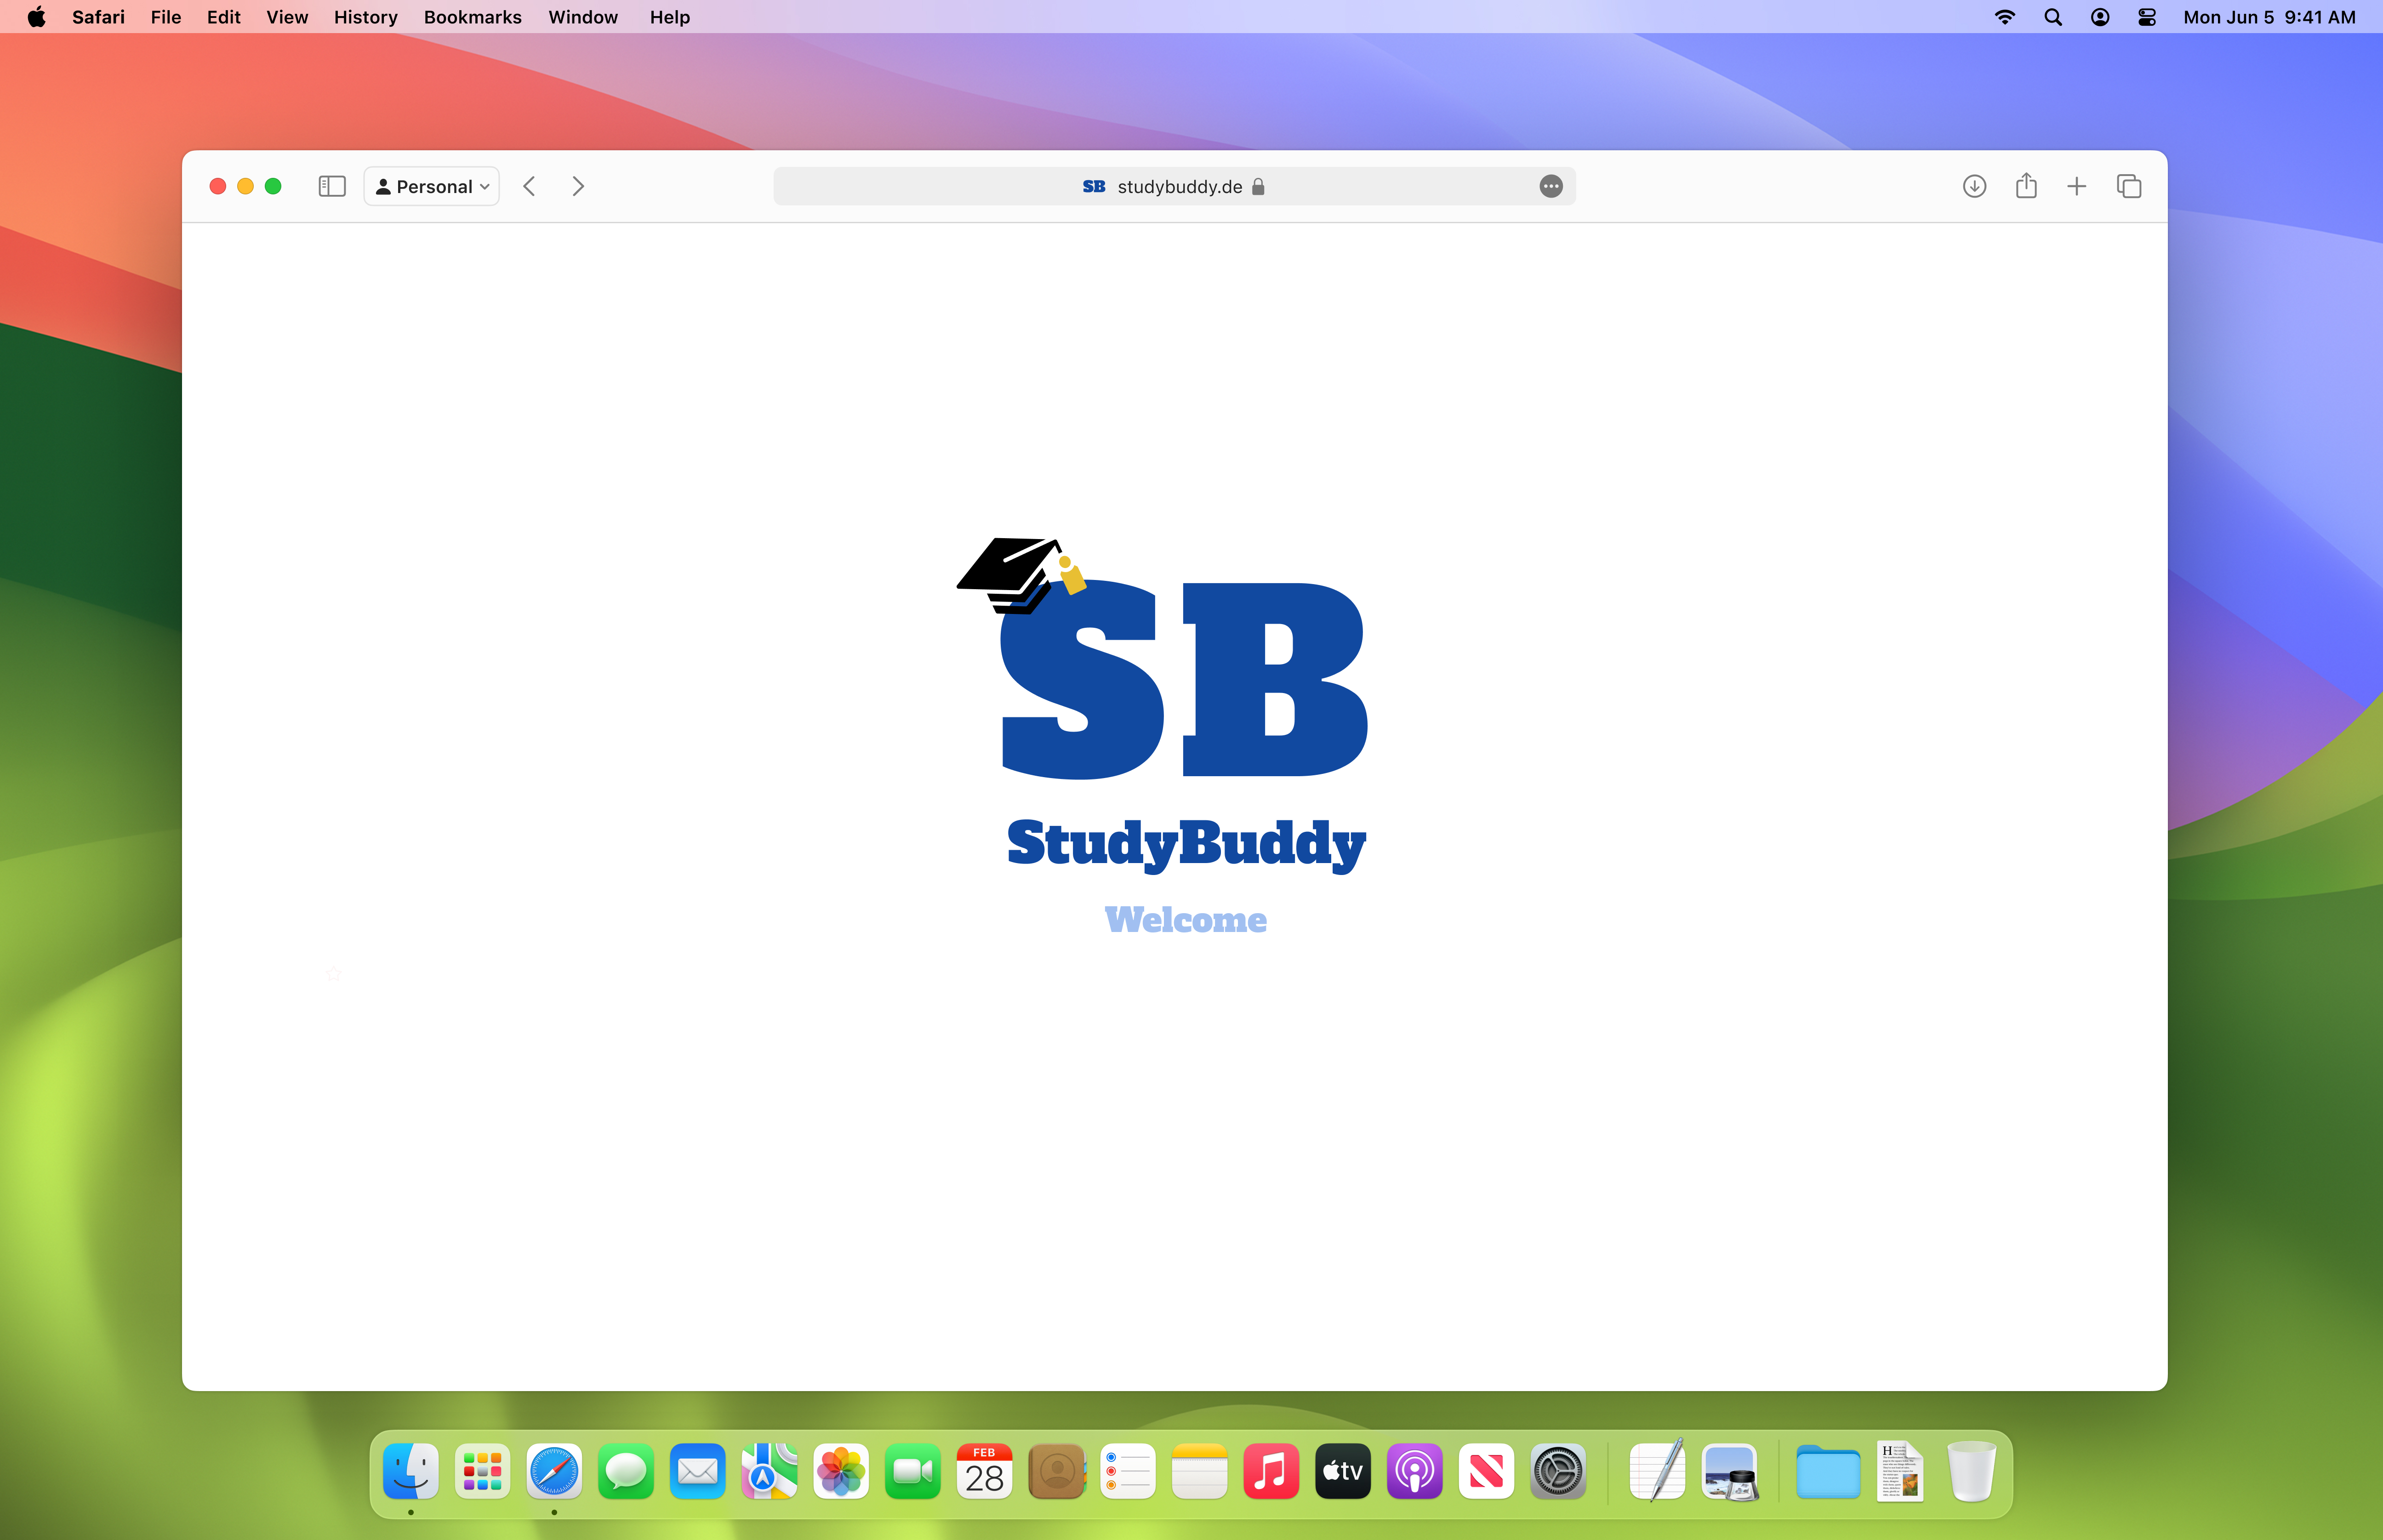 Safari File Edit View History Bookmarks Window Help Mon Jun 5 9:41 AM
Personal SB studybuddy.de
SB
StudyBuddy
Welcome
FEB
28
tv